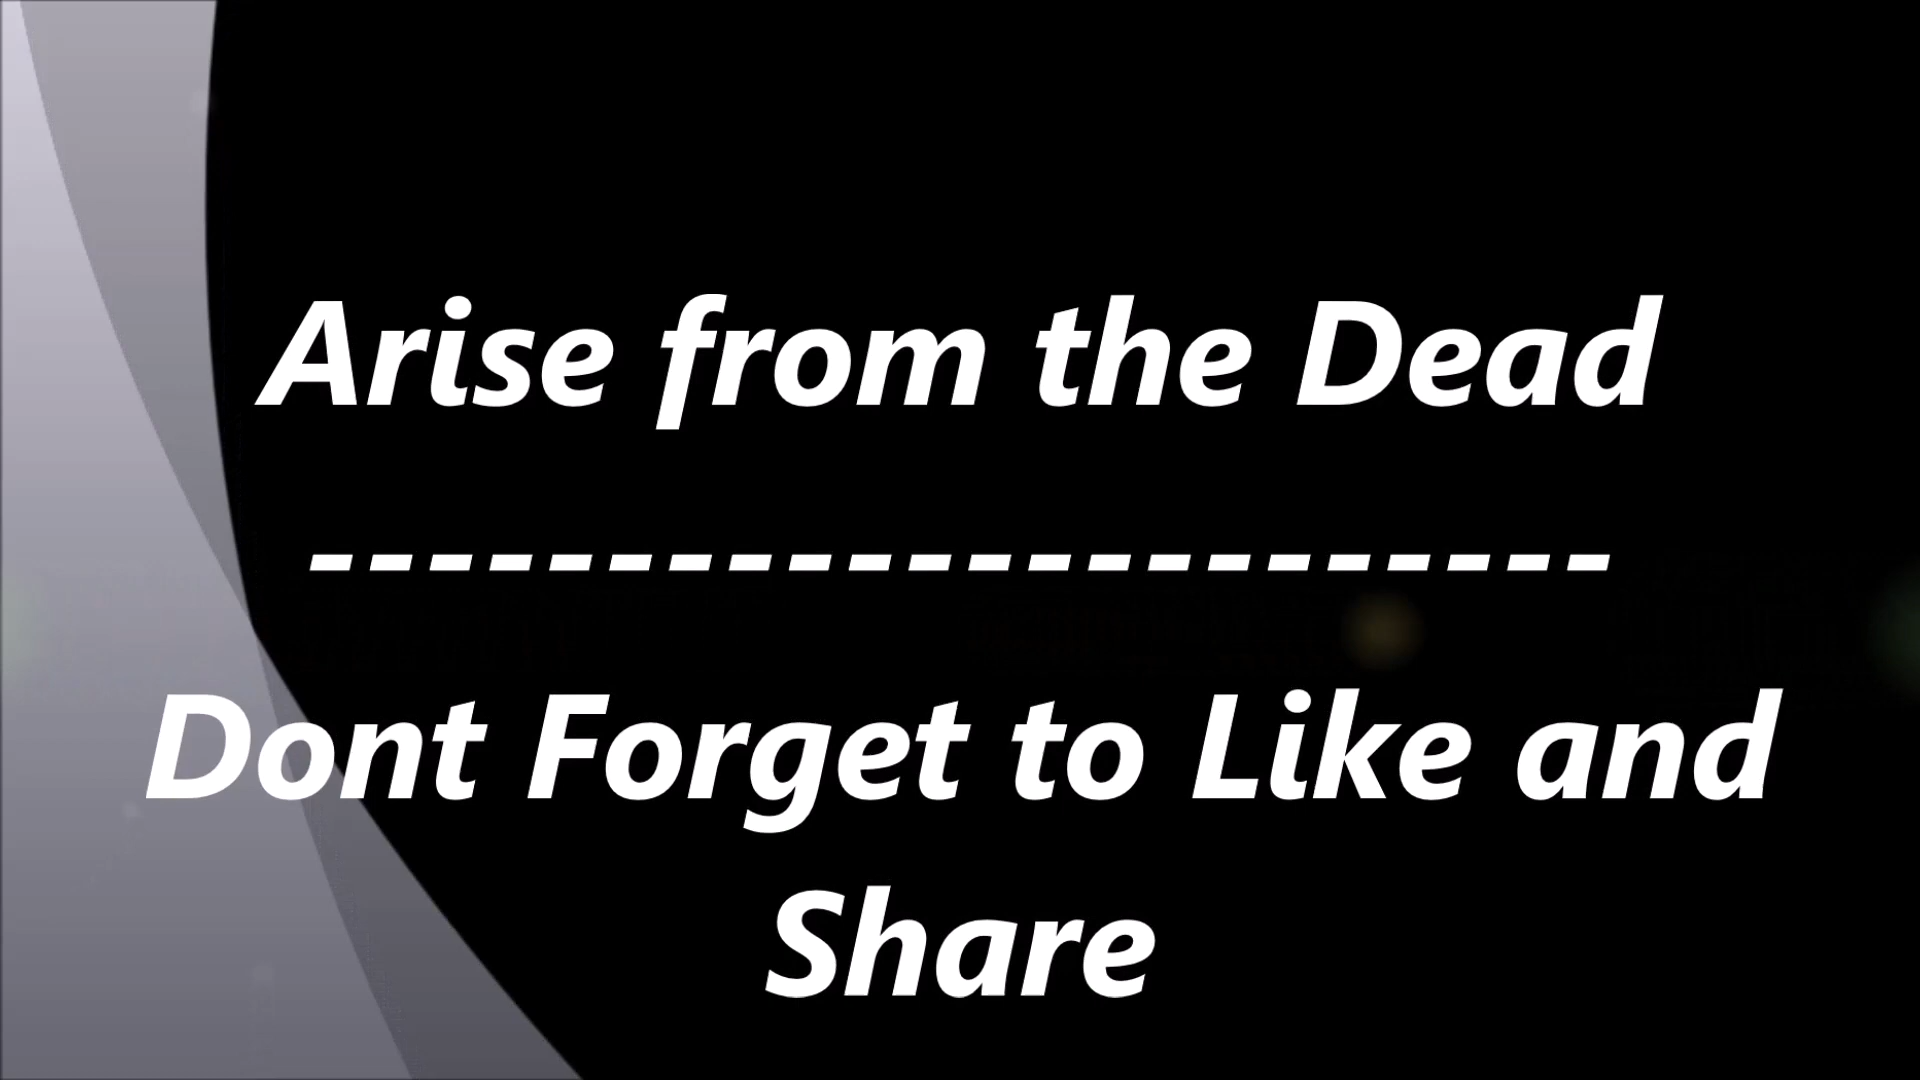 Arise from the Dead
----------------------
Dont Forget to Like and
Share